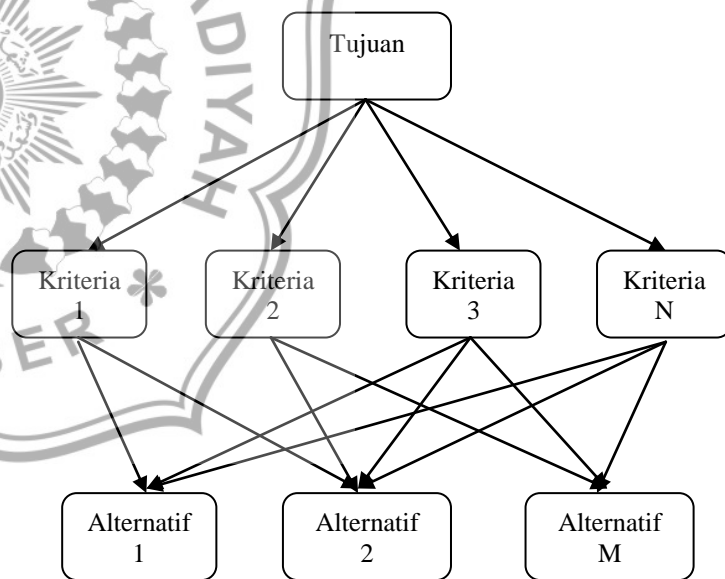 Tujuan
Kriteria
1
Kriteria
2
Kriteria
3
Kriteria
N
Alternatif
1
Alternatif
2
Alternatif
M